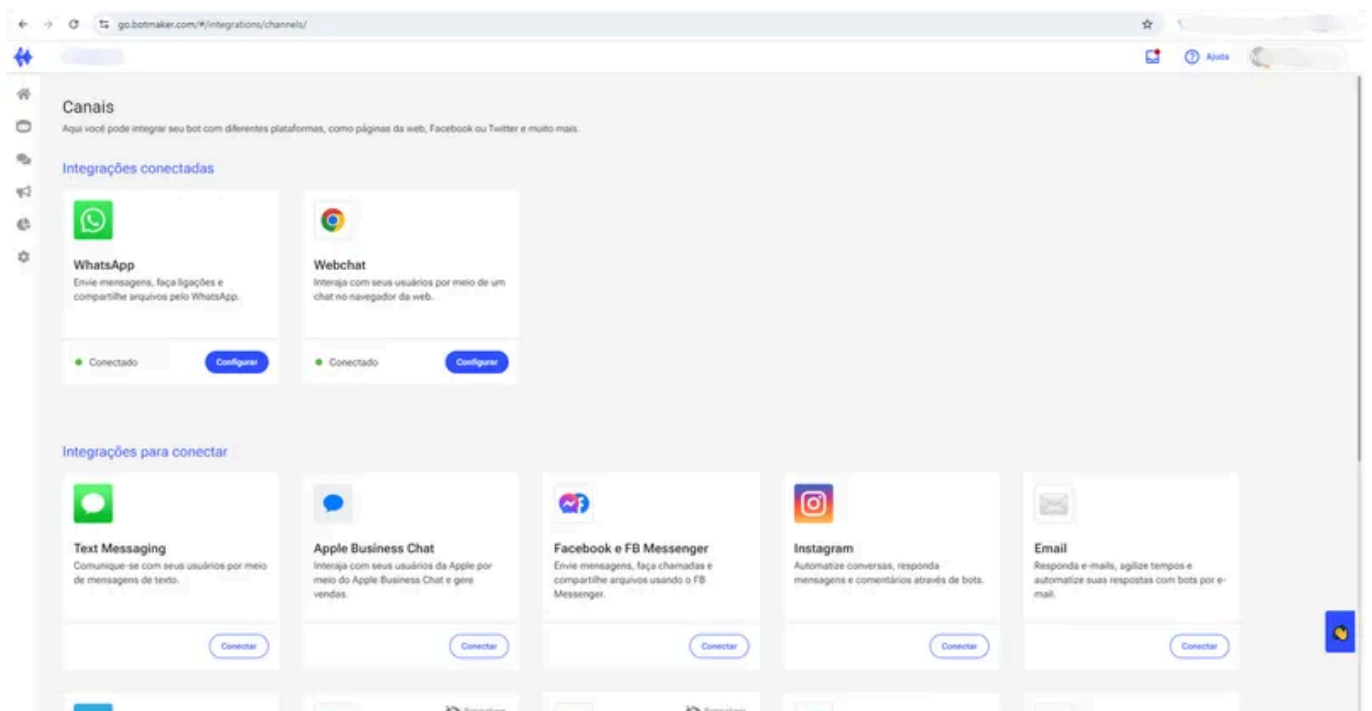 go.botmaker.com/#/integrations/channels/
Ajuda
Canais
Aqui você pode integrar seu bot com diferentes plataformas, como páginas da web, Facebook ou Twitter e muito mais.
Integrações conectadas
WhatsApp
Envie mensagens, faça ligações e
compartilhe arquivos pelo WhatsApp.
Conectado
Configurar
Webchat
Interaja com seus usuários por meio de um
chat no navegador da web.
Conectado
Configurar
Integrações para conectar
Text Messaging
Comunique-se com seus usuários por meio
de mensagens de texto.
Conectar
Apple Business Chat
Interaja com seus usuários da Apple por
meio do Apple Business Chat e gere
vendas.
Conectar
Facebook e FB Messenger
Envie mensagens, faça chamadas e
compartilhe arquivos usando o FB
Messenger.
Conectar
Instagram
Automatize conversas, responda
mensagens e comentários através de bots.
Conectar
Email
Responda e-mails, agilize tempos e
automatize suas respostas com bots por e-
mail.
Conectar